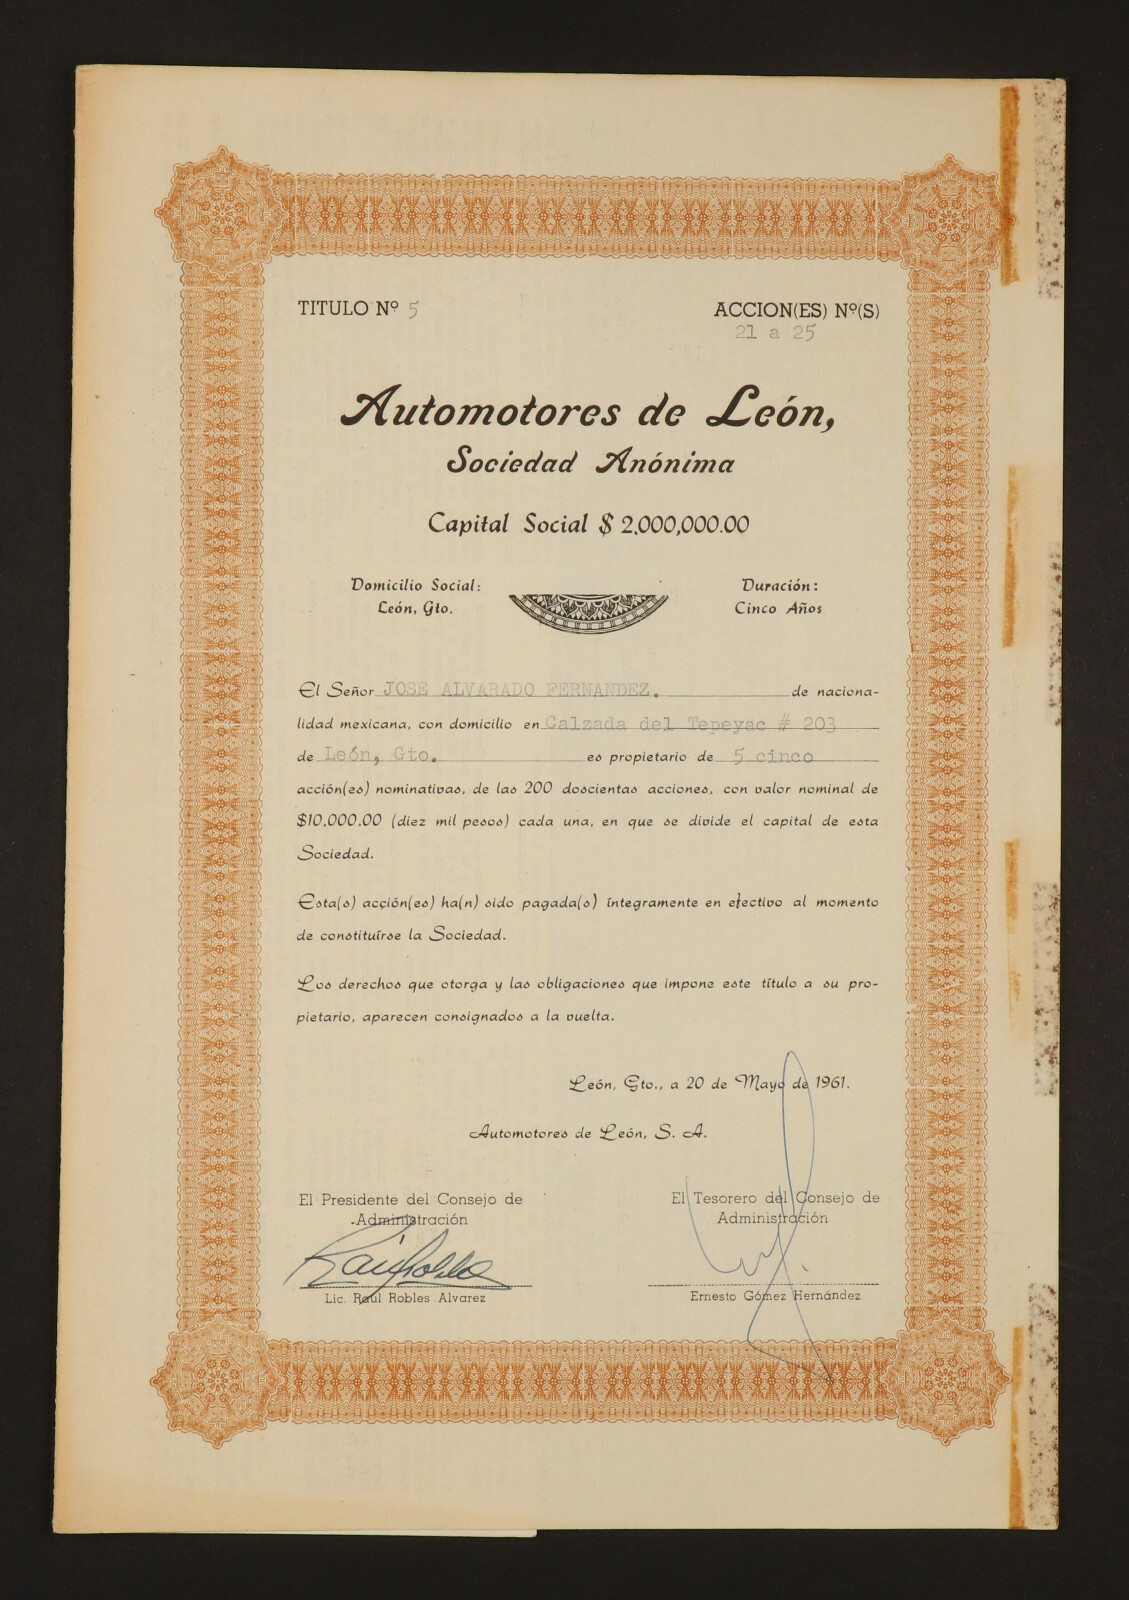 TITULO Nº 5
ACCION(ES) Nº(S)
21 a 25
Automotores de León,
Sociedad Anónima
Capital Social $ 2,000,000.00
Domicilio Social:
León, Gto.
Duración:
Cinco Años
El Señor JOSE ALVARADO FERNANDEZ. de naciona-
lidad mexicana, con domicilio en Calzada del Tepeyac # 203
de León, Gto. es propietario de 5 cinco
acción(es) nominativas, de las 200 doscientas acciones, con valor nominal de
$10,000.00 (diez mil pesos) cada una, en que se divide el capital de esta
Sociedad.
Esta(s) acción(es) ha(n) sido pagada(s) íntegramente en efectivo al momento
de constituírse la Sociedad.
Los derechos que otorga y las obligaciones que impone este título a su pro-
pietario, aparecen consignados a la vuelta.
León, Gto., a 20 de Mayo de 1961.
Automotores de León, S. A.
El Presidente del Consejo de
Administración
Raúl Robles
Lic. Raúl Robles Alvarez
El Tesorero del Consejo de
Administración
Ernesto Gómez Hernández